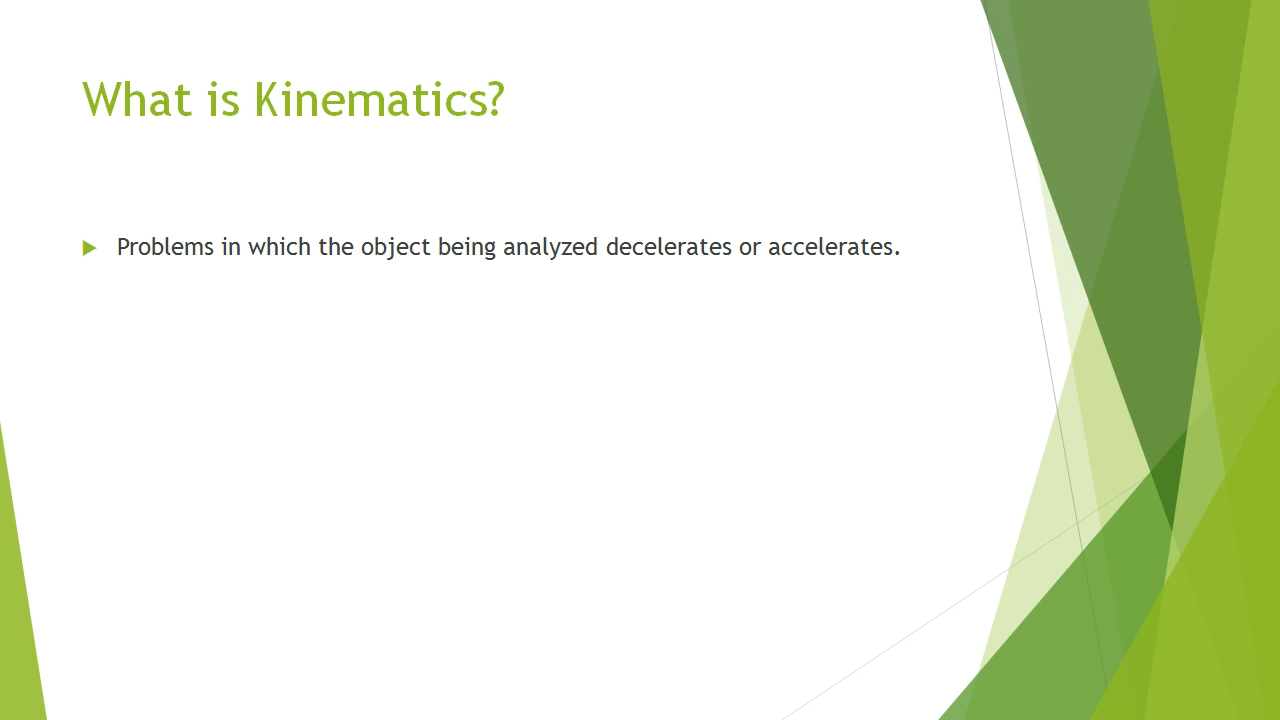 What is Kinematics?
Problems in which the object being analyzed decelerates or accelerates.